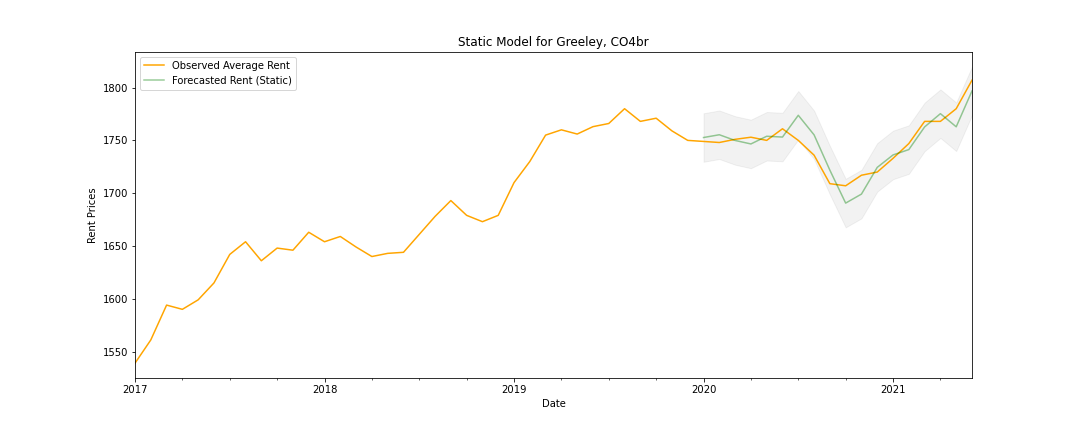 Static Model for Greeley, CO4br
Observed Average Rent
Forecasted Rent (Static)
Rent Prices
1800
1750
1700
1650
1600
1550
2017
2018
2019
2020
2021
Date